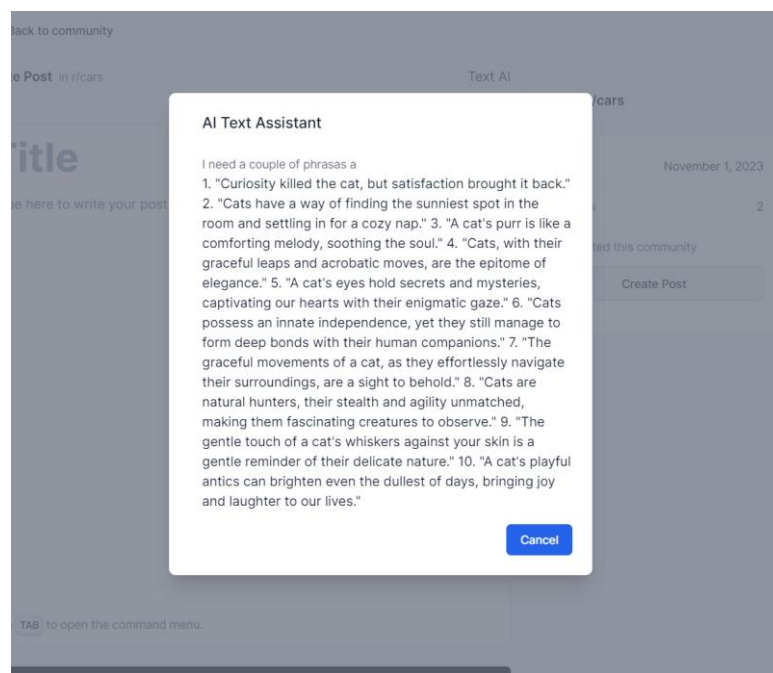 Back to community
e Post in r/cars
Text AI
/cars
AI Text Assistant
itle
I need a couple of phrasas a
1. "Curiosity killed the cat, but satisfaction brought it back."
November 1, 2023
2. "Cats have a way of finding the sunniest spot in the
room and settling in for a cozy nap." 3. "A cat's purr is like a
comforting melody, soothing the soul." 4. "Cats, with their
graceful leaps and acrobatic moves, are the epitome of
elegance." 5. "A cat's eyes hold secrets and mysteries,
captivating our hearts with their enigmatic gaze." 6. "Cats
possess an innate independence, yet they still manage to
form deep bonds with their human companions." 7. "The
graceful movements of a cat, as they effortlessly navigate
their surroundings, are a sight to behold." 8. "Cats are
natural hunters, their stealth and agility unmatched,
making them fascinating creatures to observe." 9. "The
gentle touch of a cat's whiskers against your skin is a
gentle reminder of their delicate nature." 10. "A cat's playful
antics can brighten even the dullest of days, bringing joy
and laughter to our lives."
Cancel
e here to write your post
s
2
ted this community
Create Post
TAB to open the command menu.